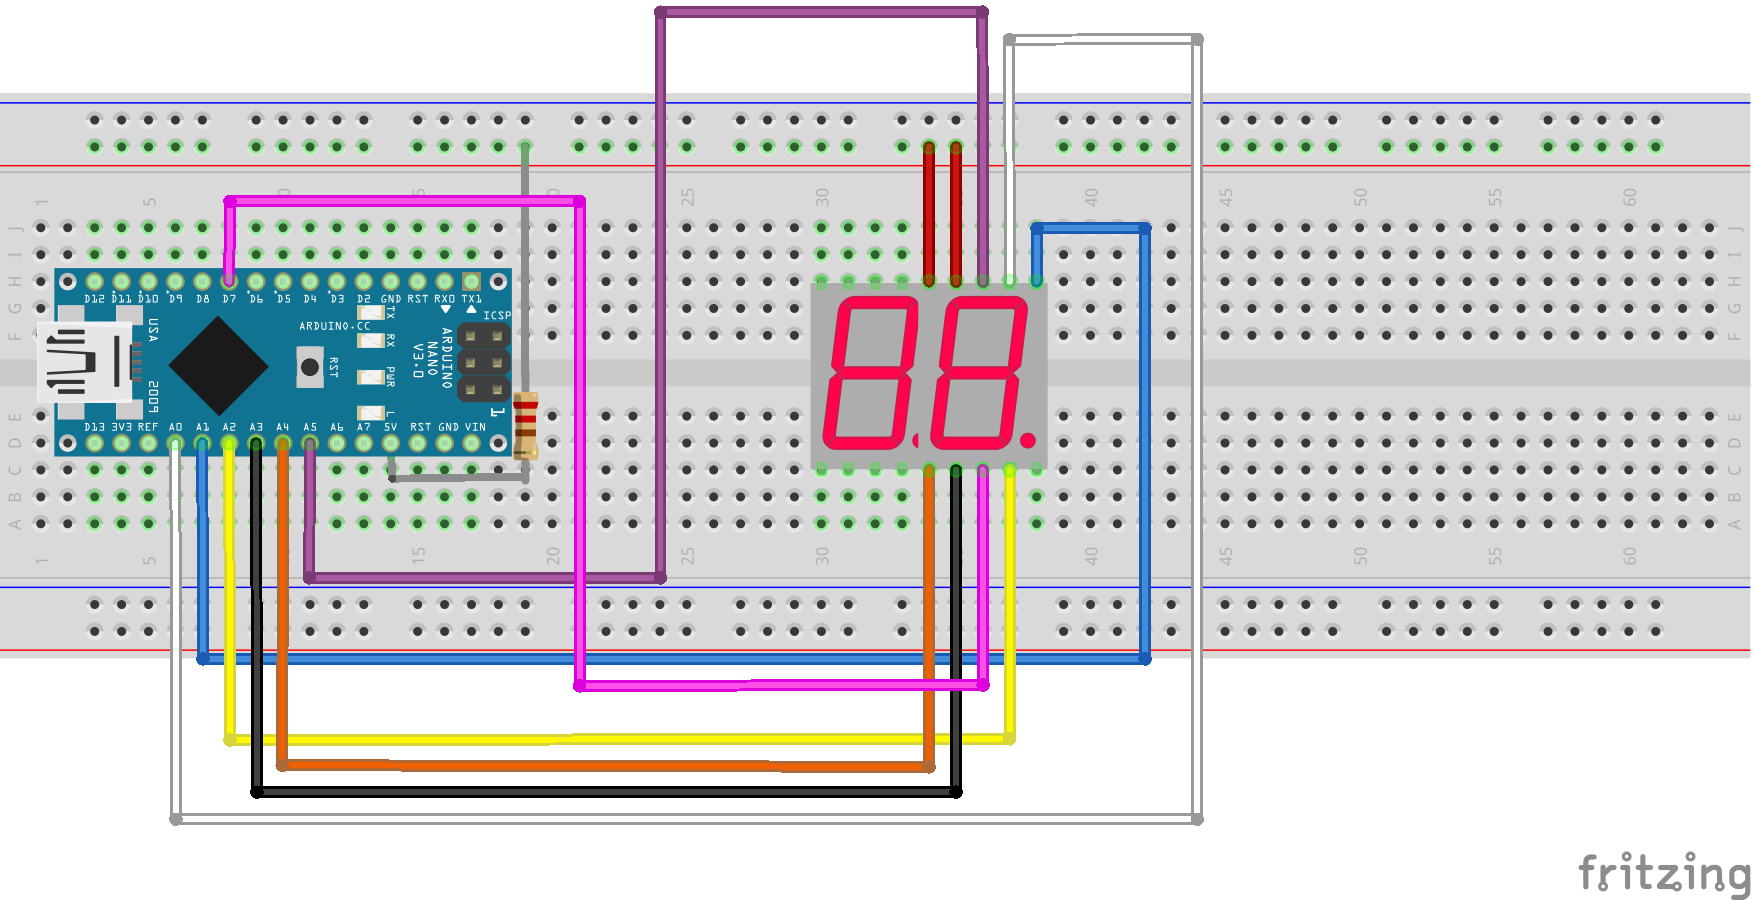 1 5 0 15 20 25 30 40 45 50 55 60
J J
I I
H H
G G
F F
D12 D11 D10 D9 D8 D7 D6 D5 D4 D3 D2 GND RST RX0 TX1
TX
ICSP
ARDUINO.CC
USA
RX
RST
ARDUINO
NANO
V3.0
PWR
2009
L
1
D13 3V3 REF A0 A1 A2 A3 A4 A5 A6 A7 5V RST GND VIN
88.
E E
D D
C C
B B
A A
1 5 15 20 25 30 40 45 50 55 60
fritzing